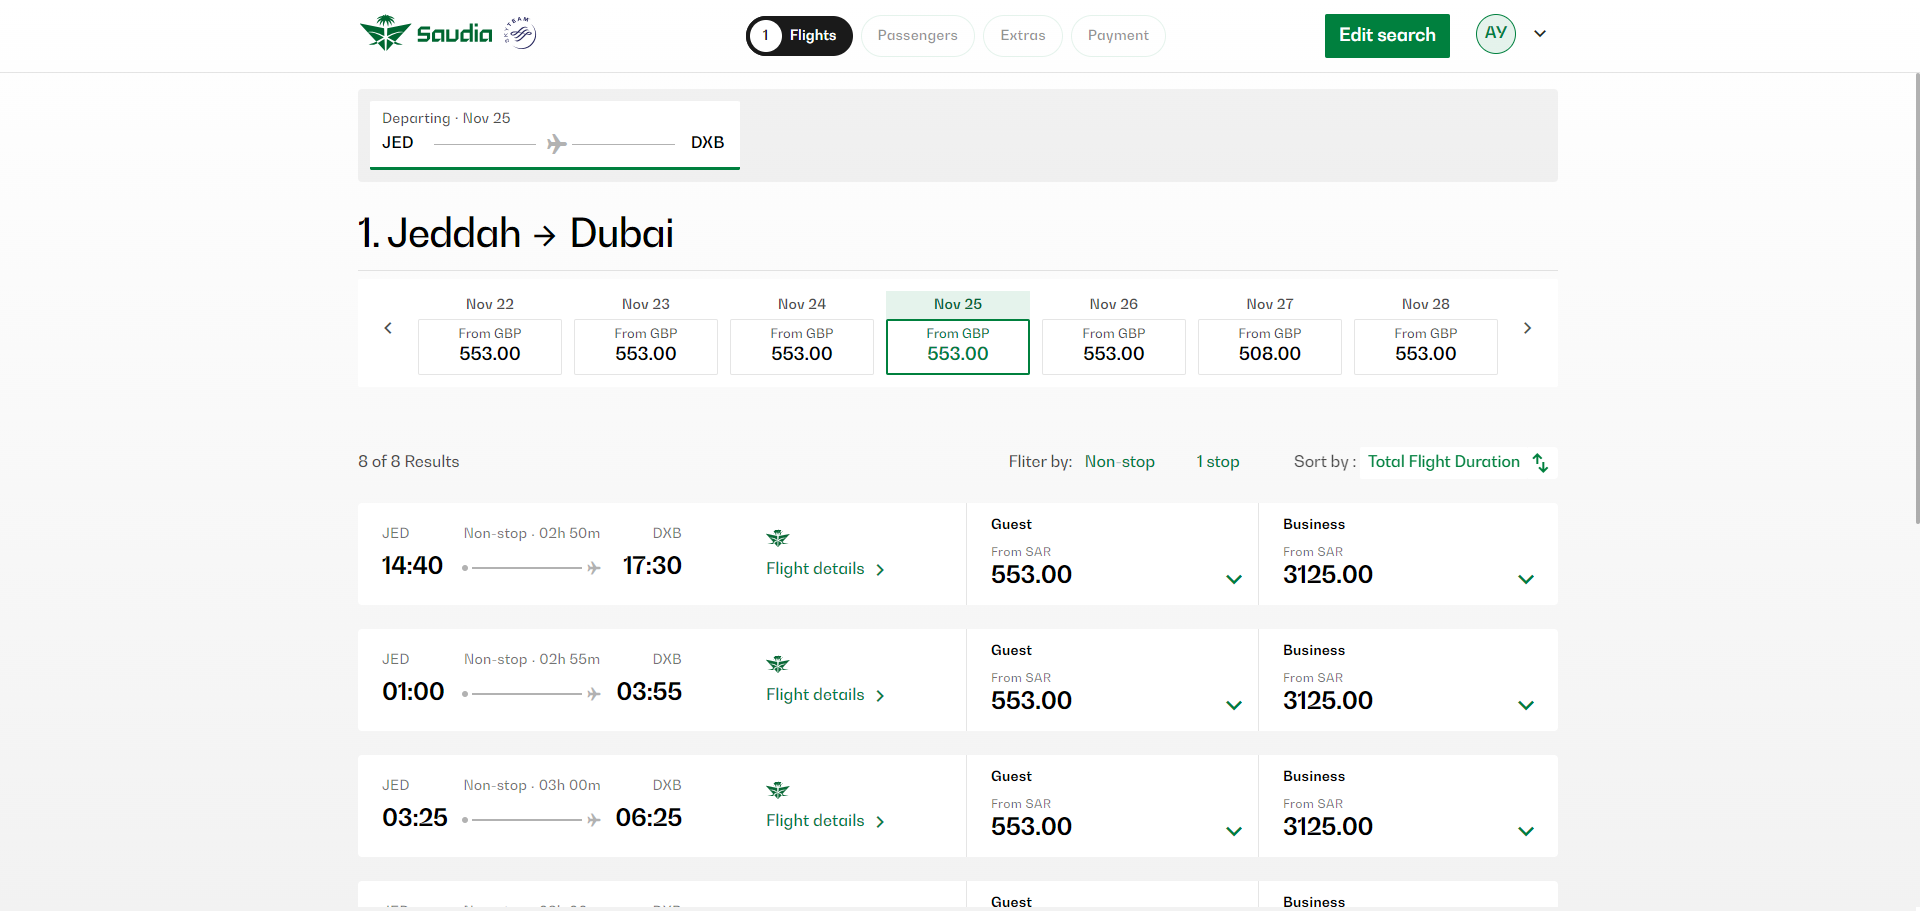 Saudia SKYTEAM
1 Flights
Passengers
Extras
Payment
Edit search
AY
Departing · Nov 25
JED DXB
1. Jeddah → Dubai
Nov 22 Nov 23 Nov 24 Nov 25 Nov 26 Nov 27 Nov 28
From GBP From GBP From GBP From GBP From GBP From GBP From GBP
553.00 553.00 553.00 553.00 553.00 508.00 553.00
8 of 8 Results
Fliter by: Non-stop 1 stop
Sort by : Total Flight Duration
JED Non-stop · 02h 50m DXB
14:40 17:30
Flight details
Guest
From SAR
553.00
Business
From SAR
3125.00
JED Non-stop · 02h 55m DXB
01:00 03:55
Flight details
Guest
From SAR
553.00
Business
From SAR
3125.00
JED Non-stop · 03h 00m DXB
03:25 06:25
Flight details
Guest
From SAR
553.00
Business
From SAR
3125.00
Guest
Business